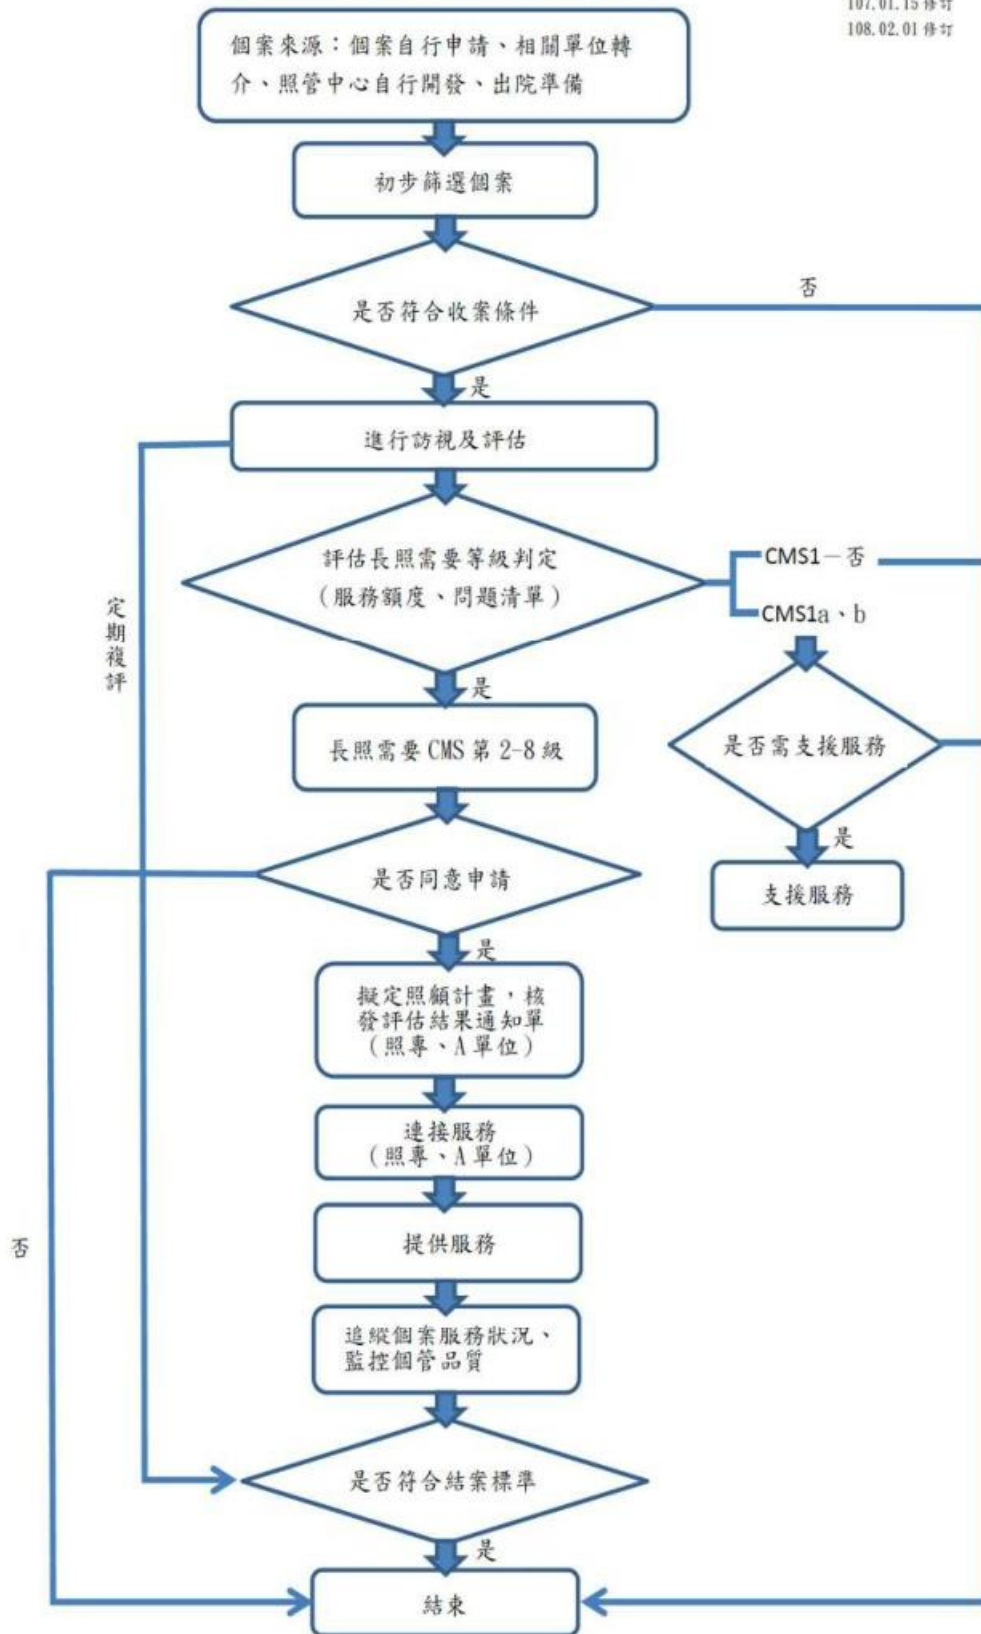 107.01.15 修訂
108.02.01 修訂
個案來源：個案自行申請、相關單位轉
介、照管中心自行開發、出院準備
初步篩選個案
是否符合收案條件
否
是
進行訪視及評估
評估長照需要等級判定
（服務額度、問題清單）
CMS1－否
CMS1a、b
定期複評
是
長照需要 CMS 第 2-8 級
是否需支援服務
是
支援服務
是否同意申請
是
擬定照顧計畫，核
發評估結果通知單
（照專、A 單位）
連接服務
（照專、A 單位）
提供服務
否
追縱個案服務狀況、
監控個管品質
是否符合結案標準
是
結束